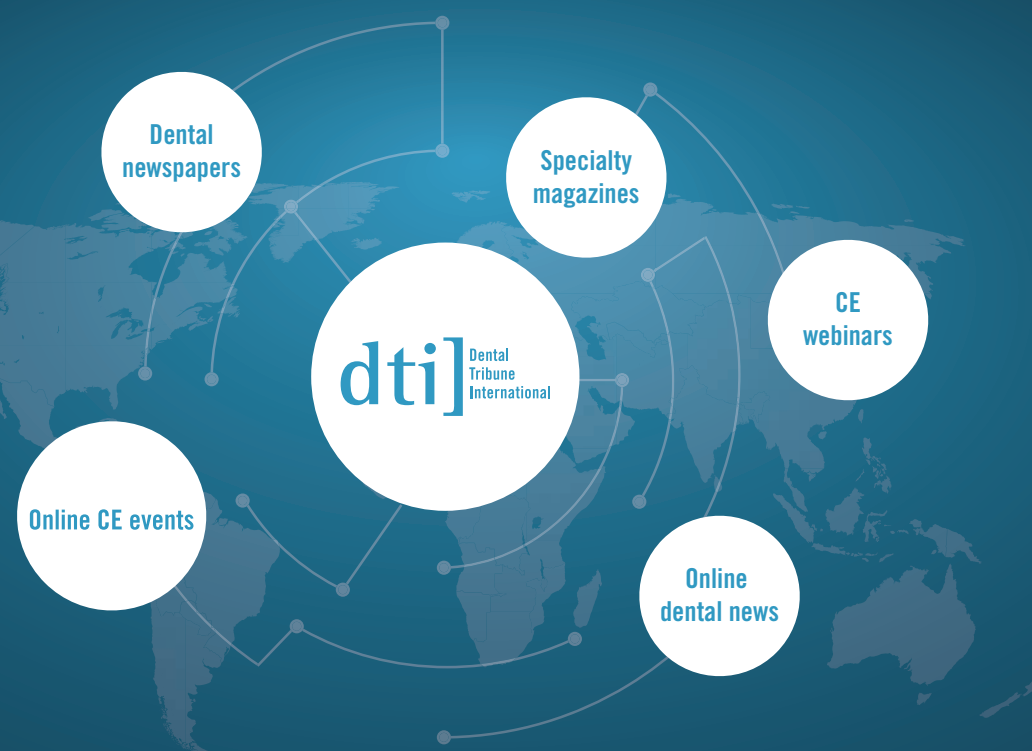 Dental
newspapers
Specialty
magazines
CE
webinars
dti]
Dental
Tribune
International
Online CE events
Online
dental news